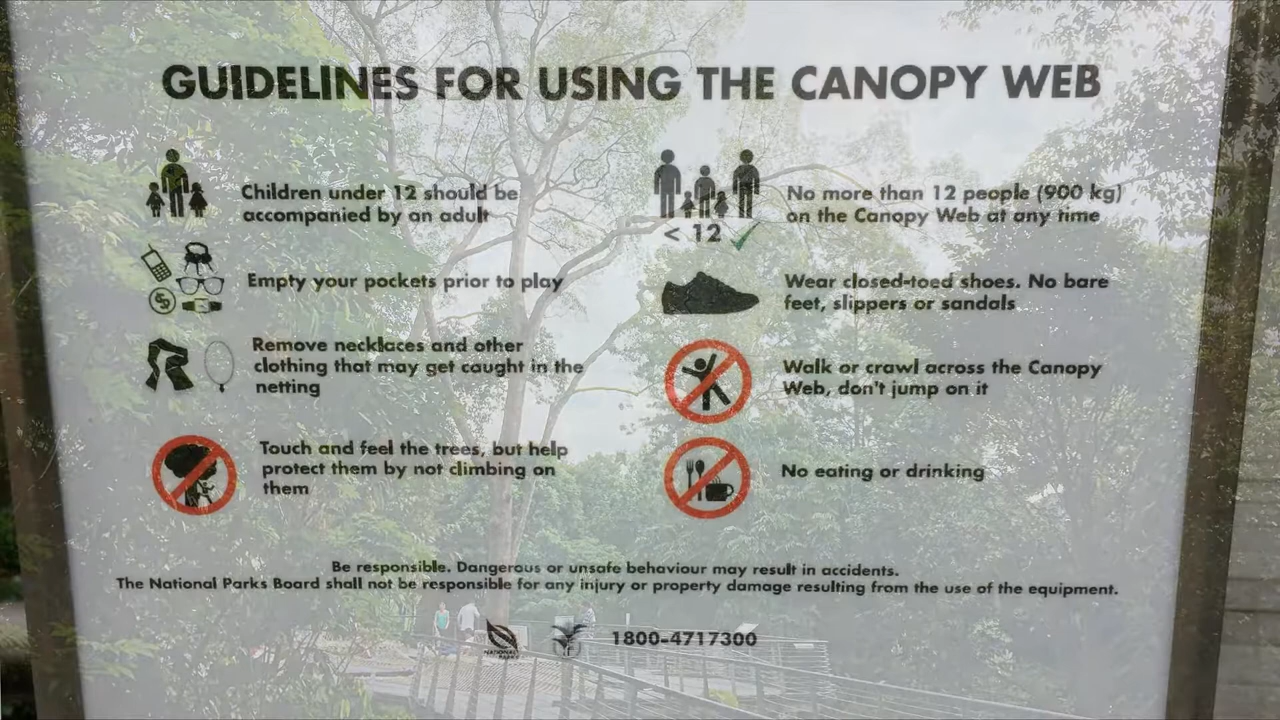 GUIDELINES FOR USING THE CANOPY WEB
Children under 12 should be
accompanied by an adult
Empty your pockets prior to play
$
Remove necklaces and other
clothing that may get caught in the
netting
Touch and feel the trees, but help
protect them by not climbing on
them
No more than 12 people (900 kg)
on the Canopy Web at any time
< 12
Wear closed-toed shoes. No bare
feet, slippers or sandals
Walk or crawl across the Canopy
Web, don't jump on it
No eating or drinking
Be responsible. Dangerous or unsafe behaviour may result in accidents.
The National Parks Board shall not be responsible for any injury or property damage resulting from the use of the equipment.
NATIONAL
PARKS
1800-4717300